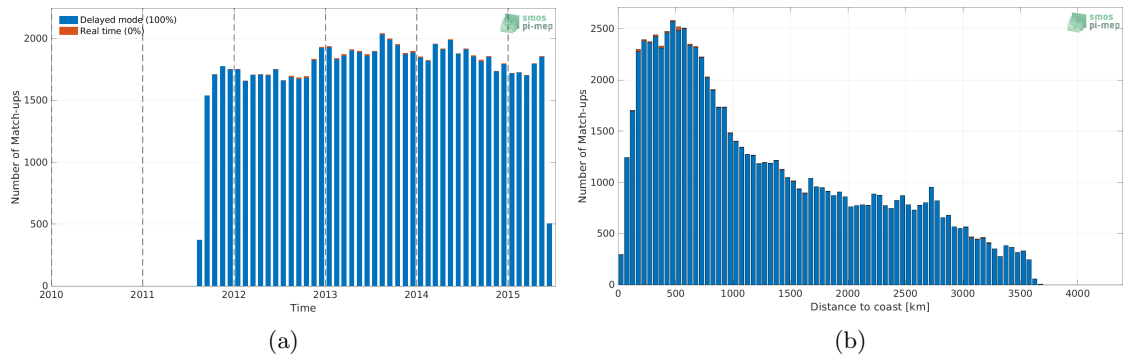 Delayed mode (100%)
Real time (0%)
smos
pi-mep
2000
1500
1000
500
0
Number of Match-ups
2010
2011
2012
2013
2014
2015
Time
(a)
smos
pi-mep
2500
2000
1500
1000
500
0
Number of Match-ups
0
500
1000
1500
2000
2500
3000
3500
4000
Distance to coast [km]
(b)